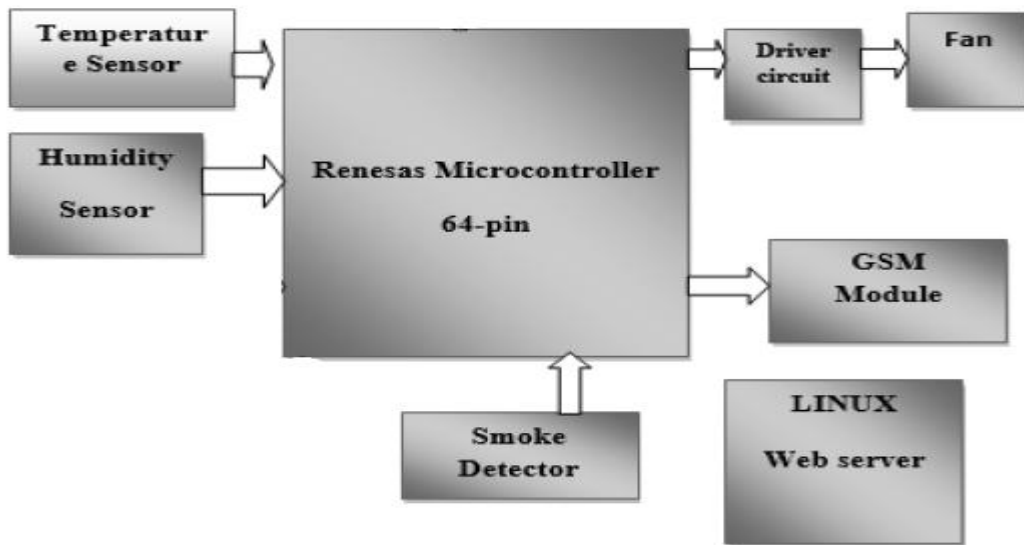 Temperatur
e Sensor
Humidity
Sensor
Renesas Microcontroller
64-pin
Driver
circuit
Fan
GSM
Module
Smoke
Detector
LINUX
Web server